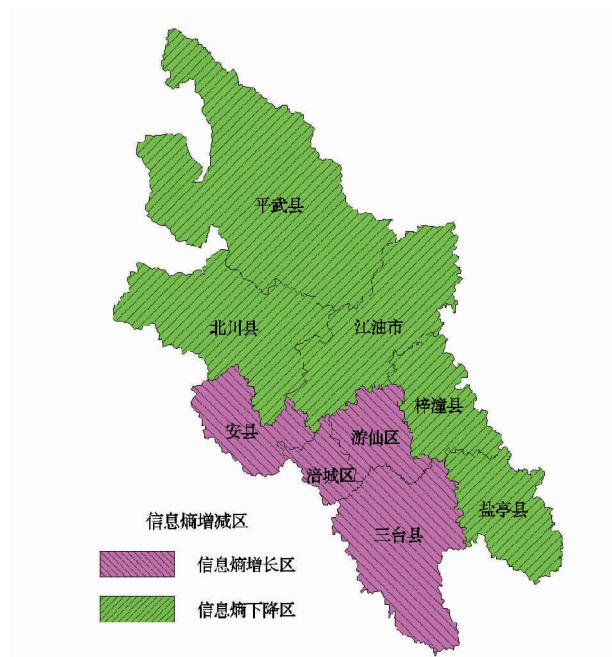 平武县
北川县
江油市
梓潼县
安县
游仙区
涪城区
盐亭县
三台县
信息熵增减区
信息熵增长区
信息熵下降区